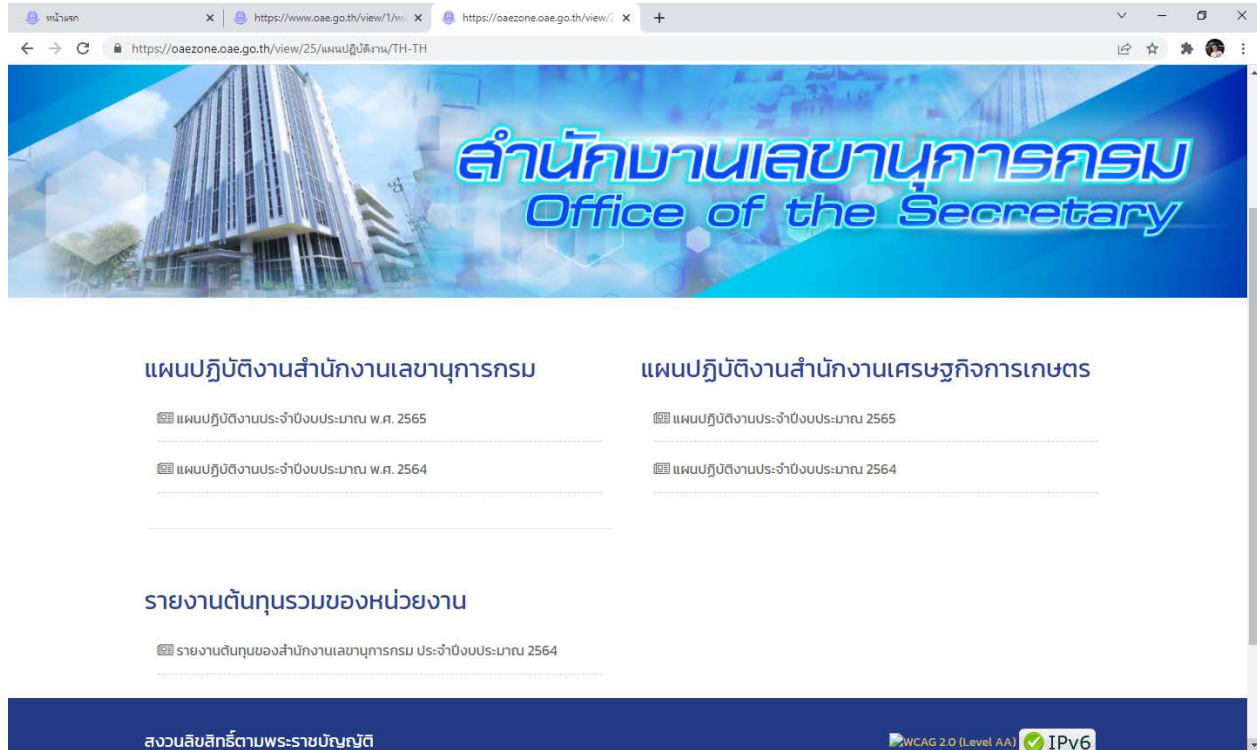 หน้าแรก
https://www.oae.go.th/view/1/หน
https://oaezone.oae.go.th/view/2
https://oaezone.oae.go.th/view/25/แผนปฏิบัติงาน/TH-TH
สำนักงานเลขานุการกรม
Office of the Secretary
แผนปฏิบัติงานสำนักงานเลขานุการกรม
แผนปฏิบัติงานประจำปีงบประมาณ พ.ศ. 2565
แผนปฏิบัติงานประจำปีงบประมาณ พ.ศ. 2564
แผนปฏิบัติงานสำนักงานเศรษฐกิจการเกษตร
แผนปฏิบัติงานประจำปีงบประมาณ 2565
แผนปฏิบัติงานประจำปีงบประมาณ 2564
รายงานต้นทุนรวมของหน่วยงาน
รายงานต้นทุนของสำนักงานเลขานุการกรม ประจำปีงบประมาณ 2564
สงวนลิขสิทธิ์ตามพระราชบัญญัติ
WCAG 2.0 (Level AA)
IPv6